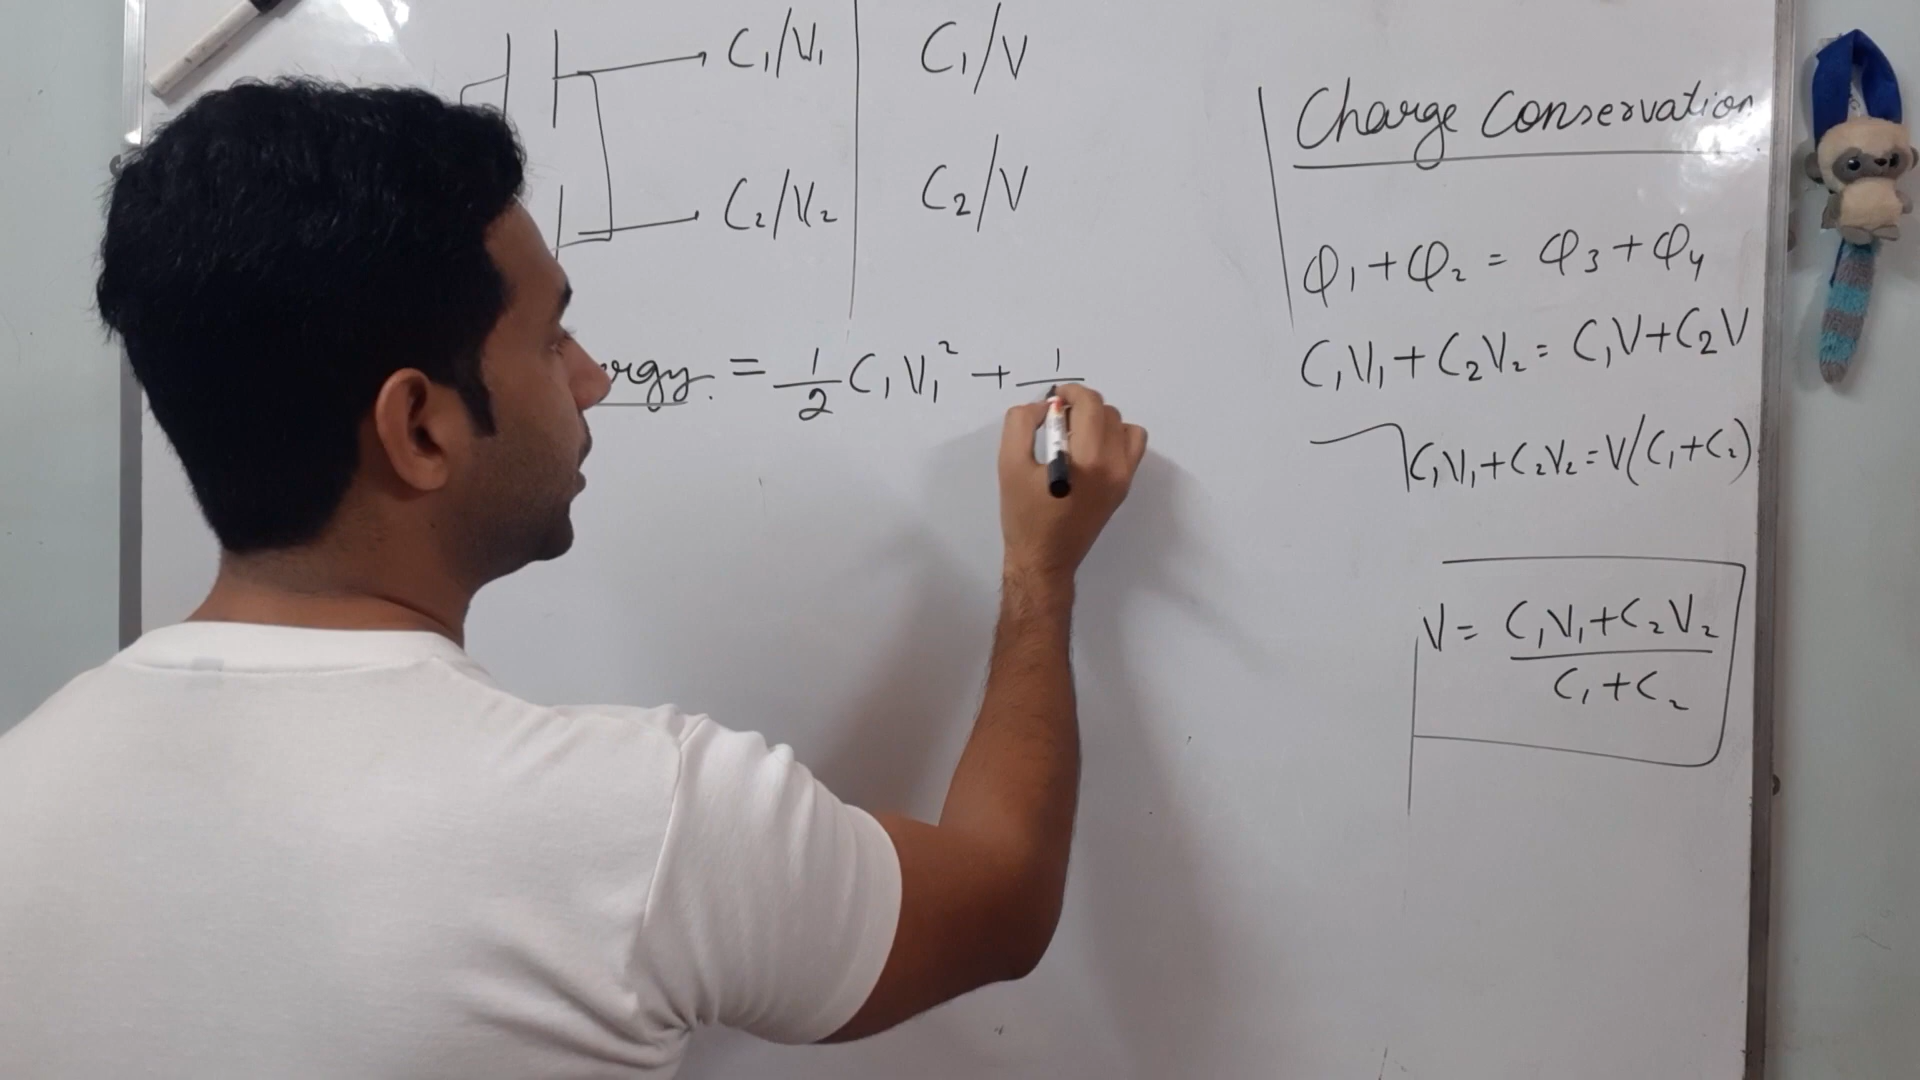 C₁/V₁ C₁/V
C₂/V₂ C₂/V
= 1/2 C₁V₁² + 1
Charge Conservation
Q₁+Q₂ = Q₃+Q₄
C₁V₁+C₂V₂ = C₁V+C₂V
C₁V₁+C₂V₂ = V(C₁+C₂)
V = C₁V₁+C₂V₂
C₁+C₂